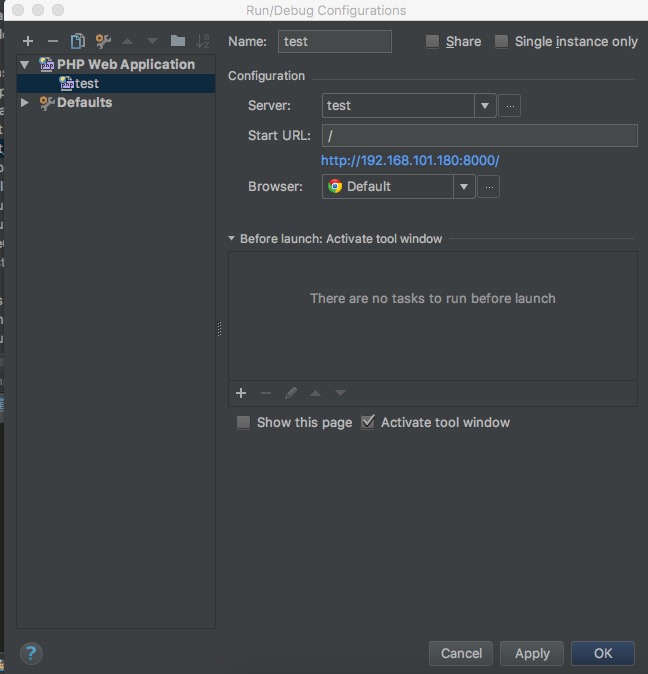 Run/Debug Configurations
Name: test Share Single instance only
PHP Web Application
test
Defaults
Configuration
Server: test
Start URL: /
http://192.168.101.180:8000/
Browser: Default
Before launch: Activate tool window
There are no tasks to run before launch
Show this page Activate tool window
? Cancel Apply OK